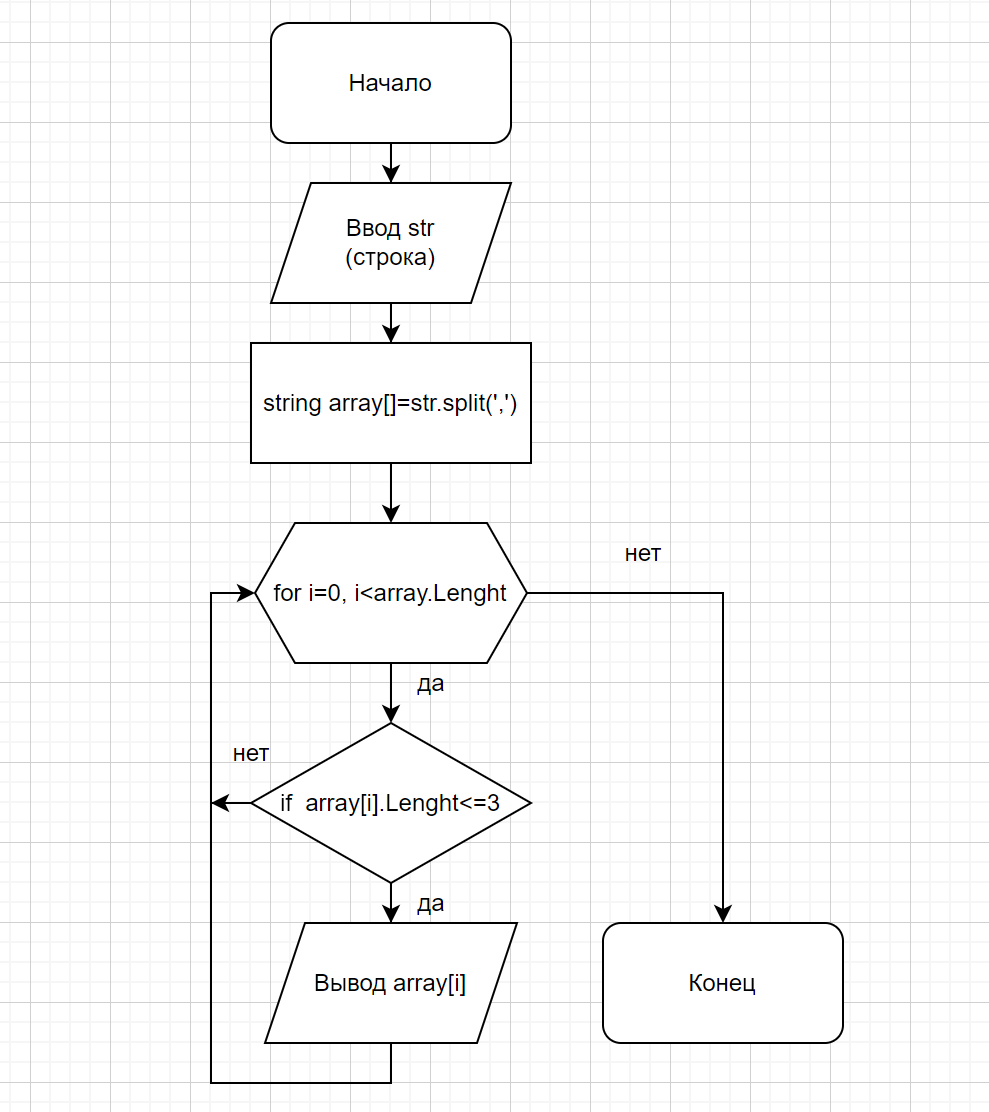 Начало
Ввод str
(строка)
string array[]=str.split(',')
нет
for i=0, i<array.Lenght
да
нет
if  array[i].Lenght<=3
да
Вывод array[i]
Конец